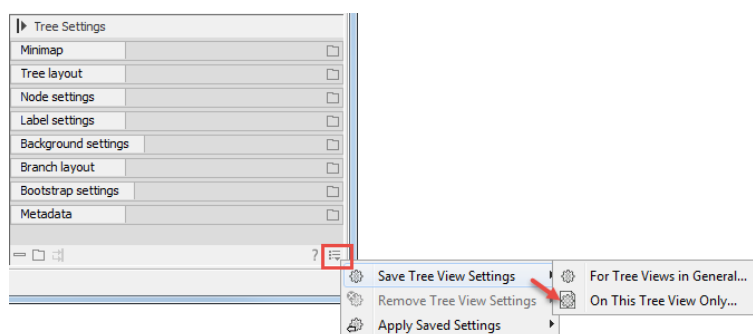 Tree Settings
Minimap
Tree layout
Node settings
Label settings
Background settings
Branch layout
Bootstrap settings
Metadata
?
Save Tree View Settings
Remove Tree View Settings
Apply Saved Settings
For Tree Views in General...
On This Tree View Only...